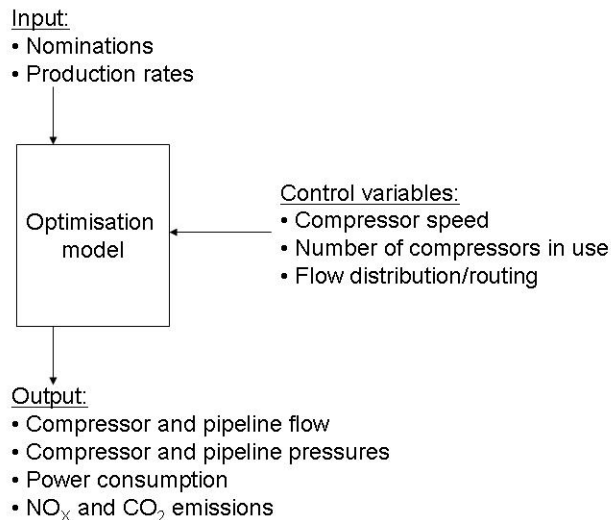 Input:
• Nominations
• Production rates
Optimisation
model
Control variables:
• Compressor speed
• Number of compressors in use
• Flow distribution/routing
Output:
• Compressor and pipeline flow
• Compressor and pipeline pressures
• Power consumption
• NOₓ and CO₂ emissions